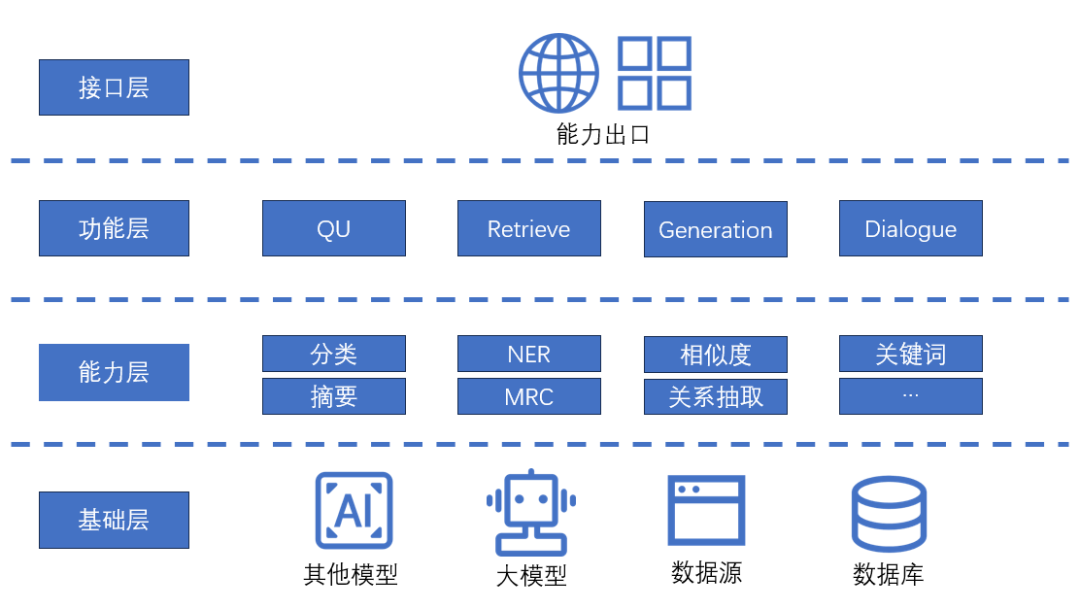 接口层
能力出口
功能层
QU
Retrieve
Generation
Dialogue
能力层
分类
NER
相似度
关键词
摘要
MRC
关系抽取
...
基础层
AI
其他模型
大模型
数据源
数据库